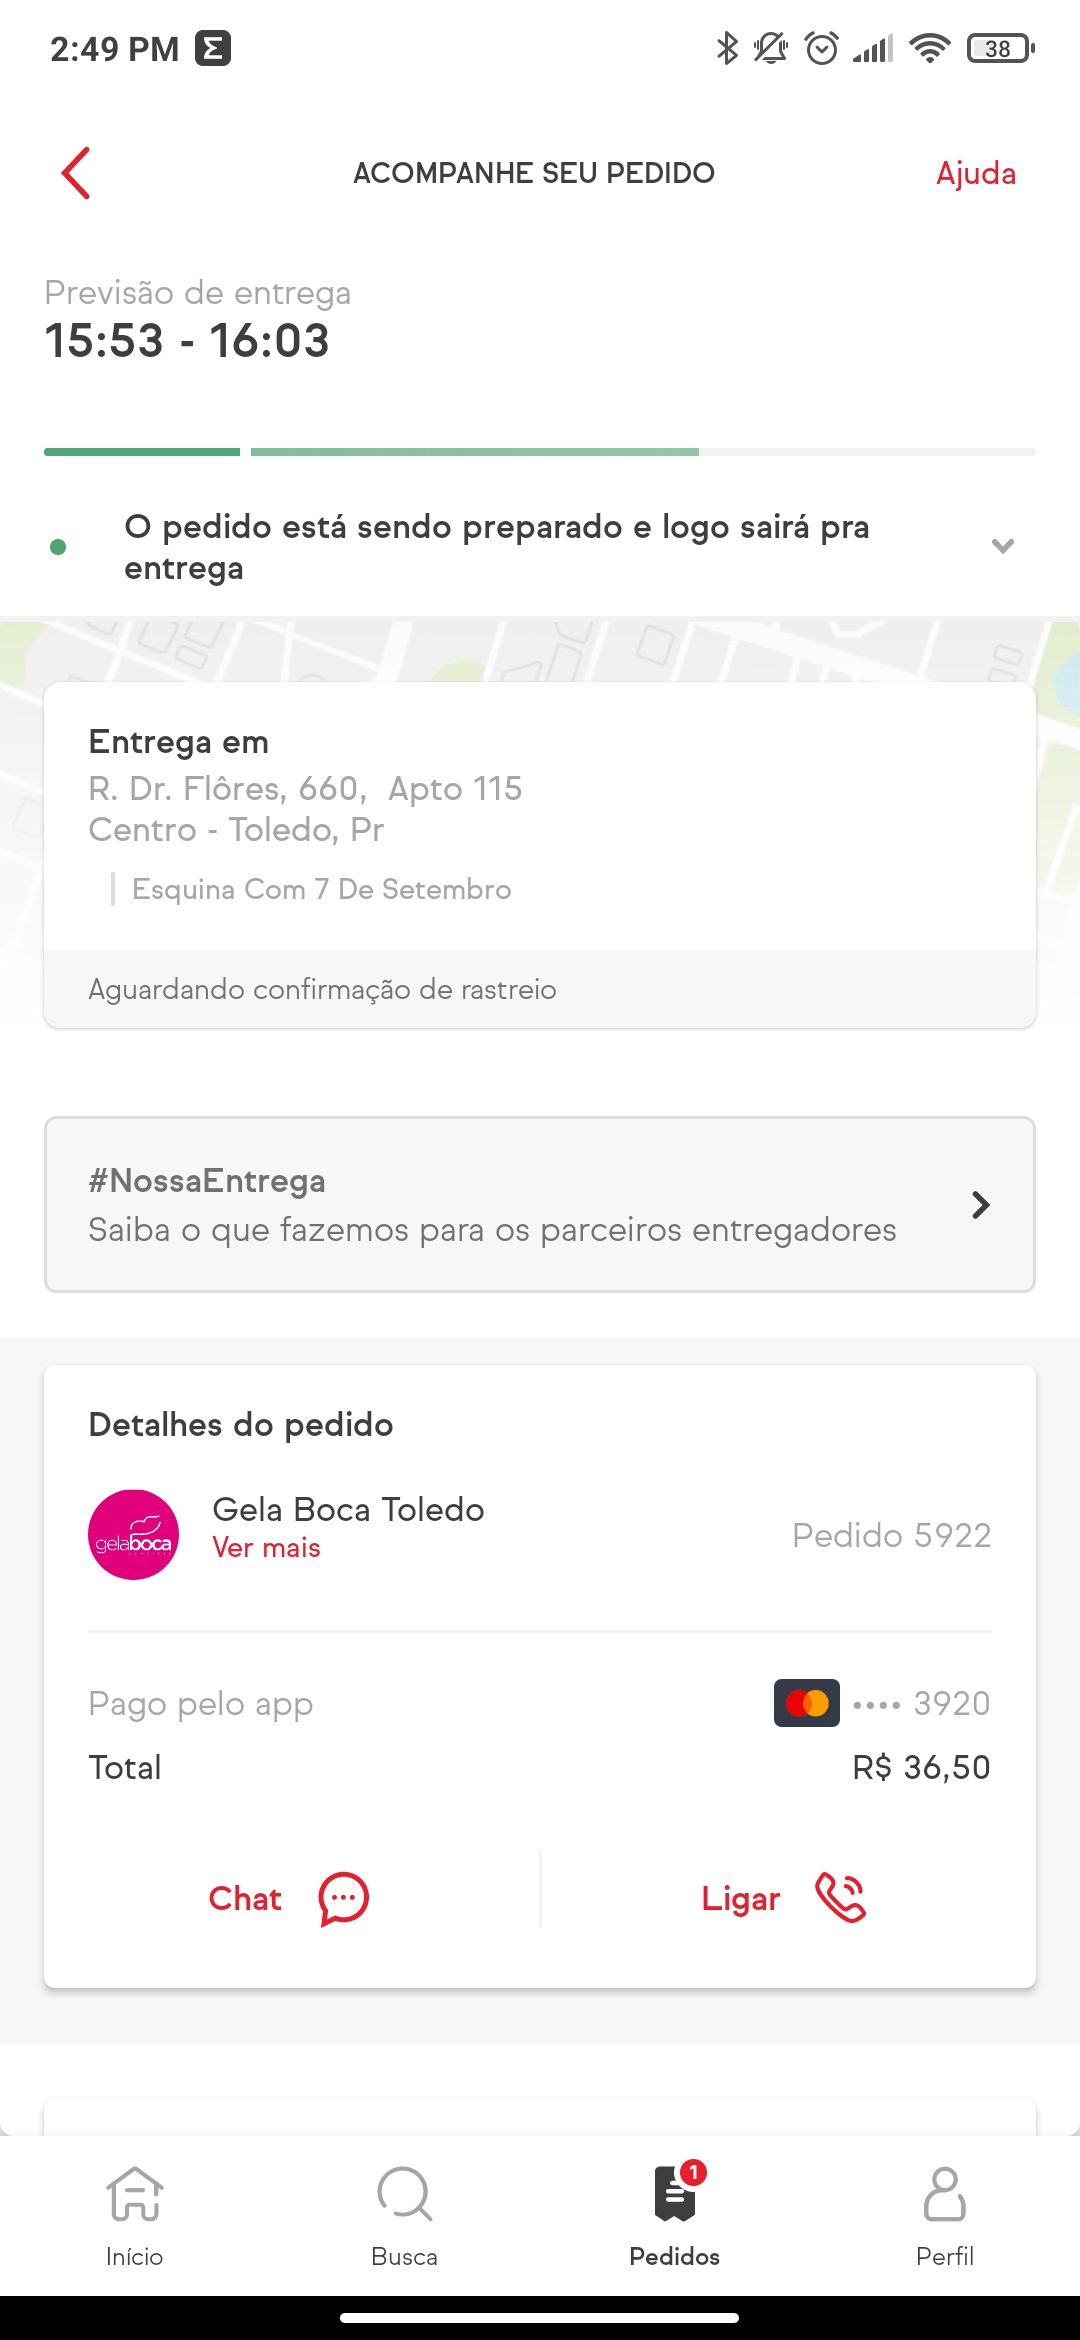 2:49 PM
38
ACOMPANHE SEU PEDIDO
Ajuda
Previsão de entrega
15:53 - 16:03
O pedido está sendo preparado e logo sairá pra
entrega
Entrega em
R. Dr. Flôres, 660,  Apto 115
Centro - Toledo, Pr
Esquina Com 7 De Setembro
Aguardando confirmação de rastreio
#NossaEntrega
Saiba o que fazemos para os parceiros entregadores
Detalhes do pedido
gelaboca
Gela Boca Toledo
Ver mais
Pedido 5922
Pago pelo app
•••• 3920
Total
R$ 36,50
Chat
Ligar
1
Início
Busca
Pedidos
Perfil